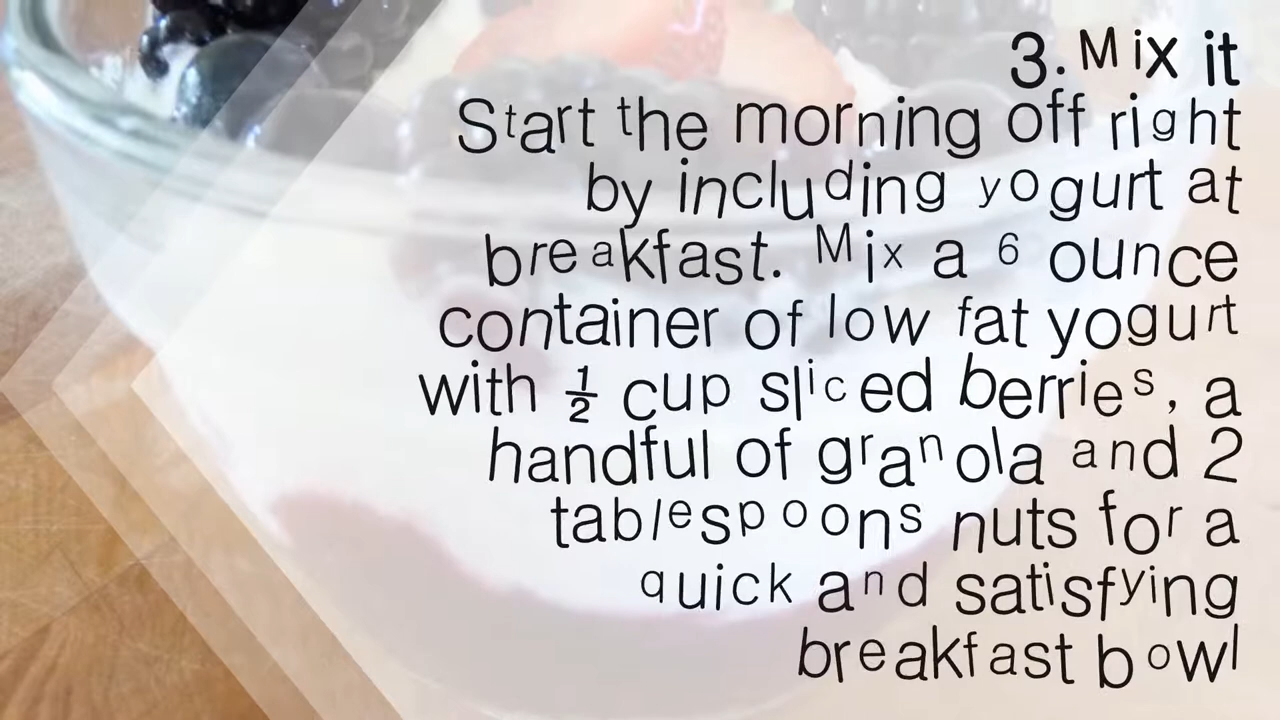 3. Mix it
Start the morning off right
by including yogurt at
breakfast. Mix a 6 ounce
container of low fat yogurt
with ½ cup sliced berries, a
handful of granola and 2
tablespoons nuts for a
quick and satisfying
breakfast bowl